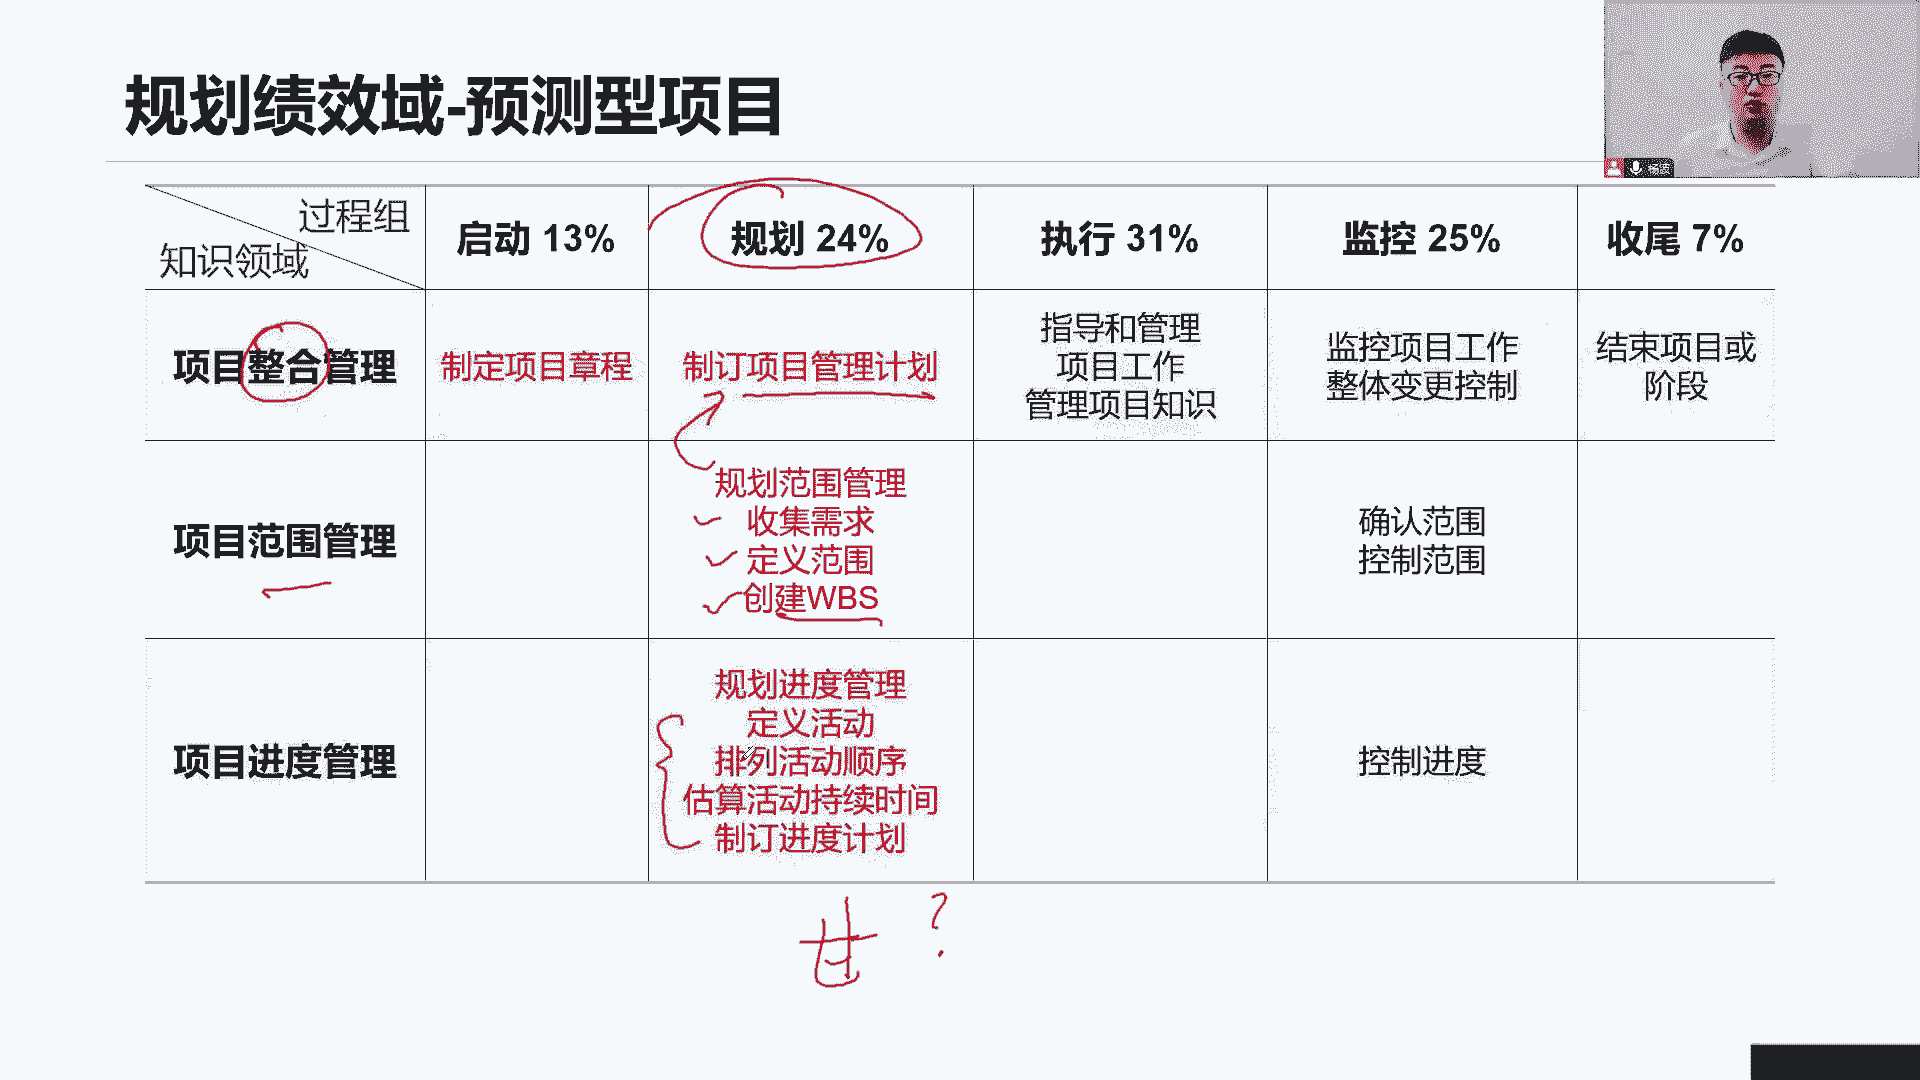 规划绩效域-预测型项目
过程组
知识领域
启动 13%
规划 24%
执行 31%
监控 25%
收尾 7%
项目整合管理
制定项目章程
制订项目管理计划
指导和管理
项目工作
管理项目知识
监控项目工作
整体变更控制
结束项目或
阶段
项目范围管理
规划范围管理
收集需求
定义范围
创建WBS
确认范围
控制范围
项目进度管理
规划进度管理
定义活动
排列活动顺序
估算活动持续时间
制订进度计划
控制进度
甘 ?